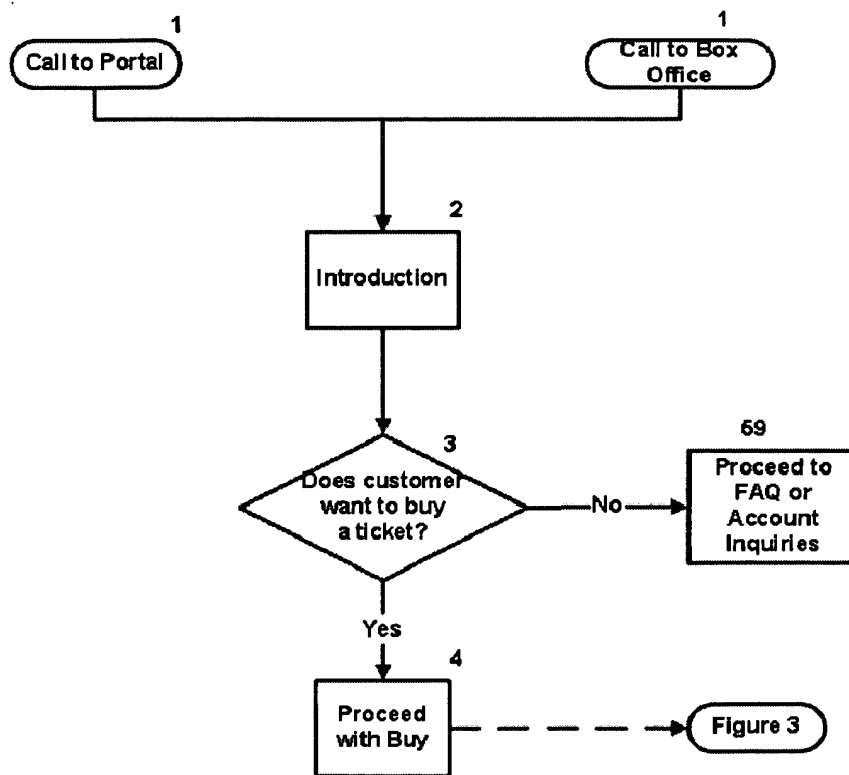 1
Call to Portal
1
Call to Box
Office
2
Introduction
3
Does customer
want to buy
a ticket?
No
69
Proceed to
FAQ or
Account
Inquiries
Yes
4
Proceed
with Buy
Figure 3